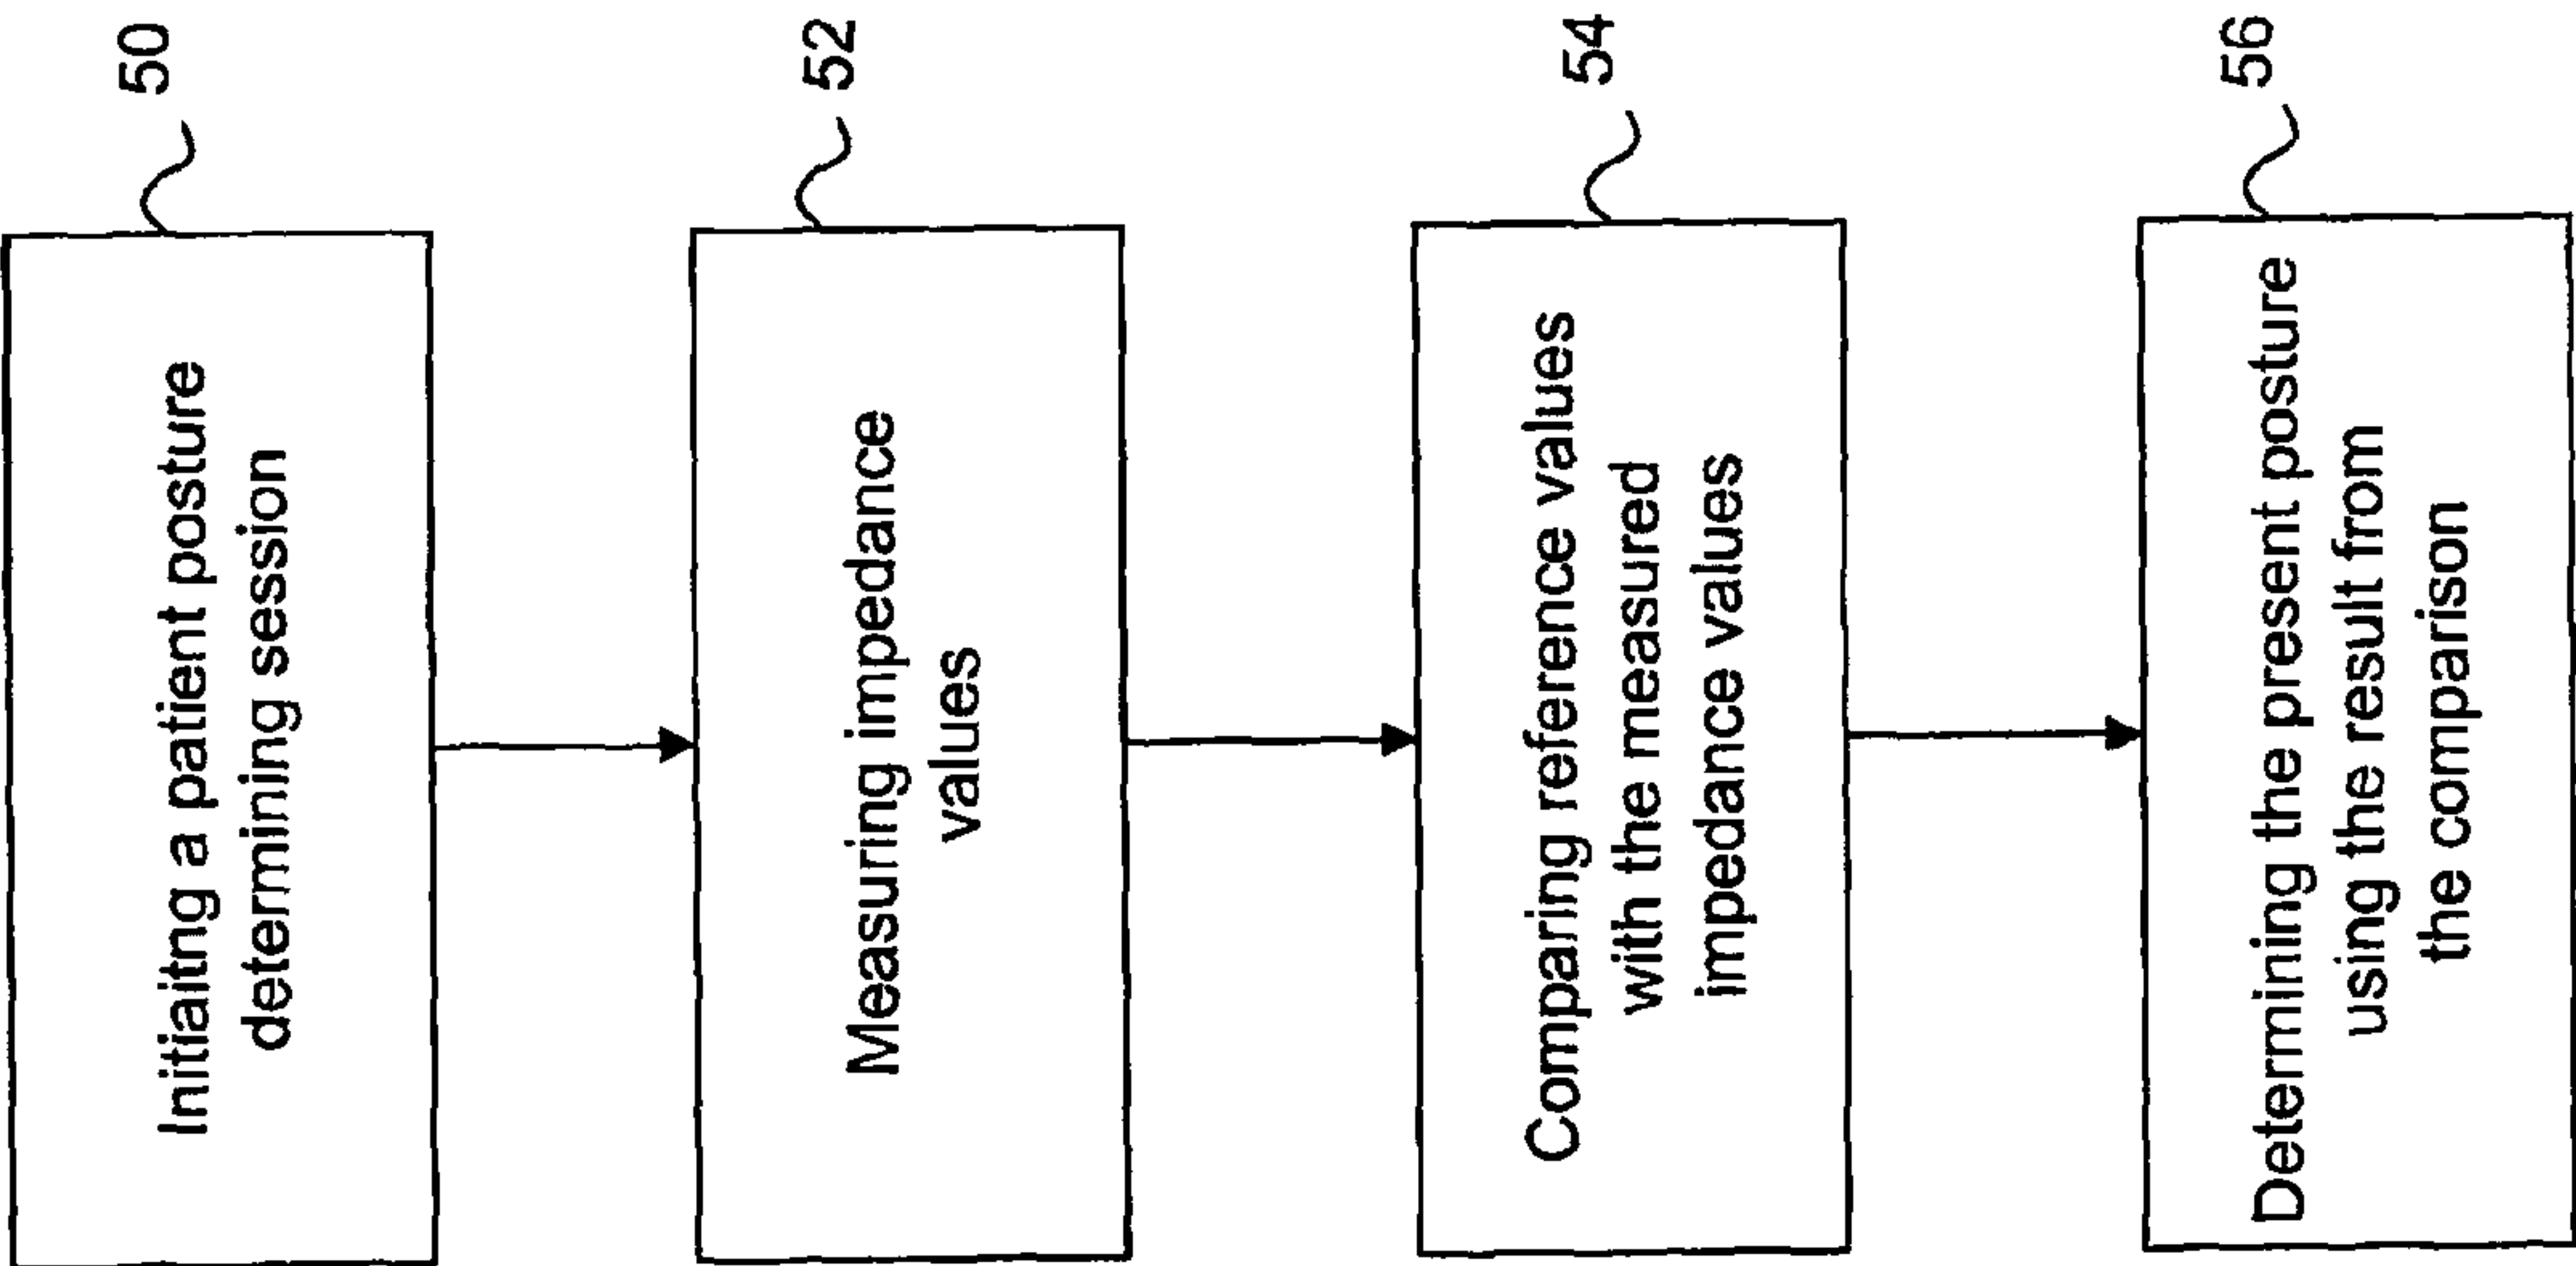 50
Initiaitng a patient posture
determining session
52
Measuring impedance
values
54
Comparing reference values
with the measured
impedance values
56
Determining the present posture
using the result from
the comparison